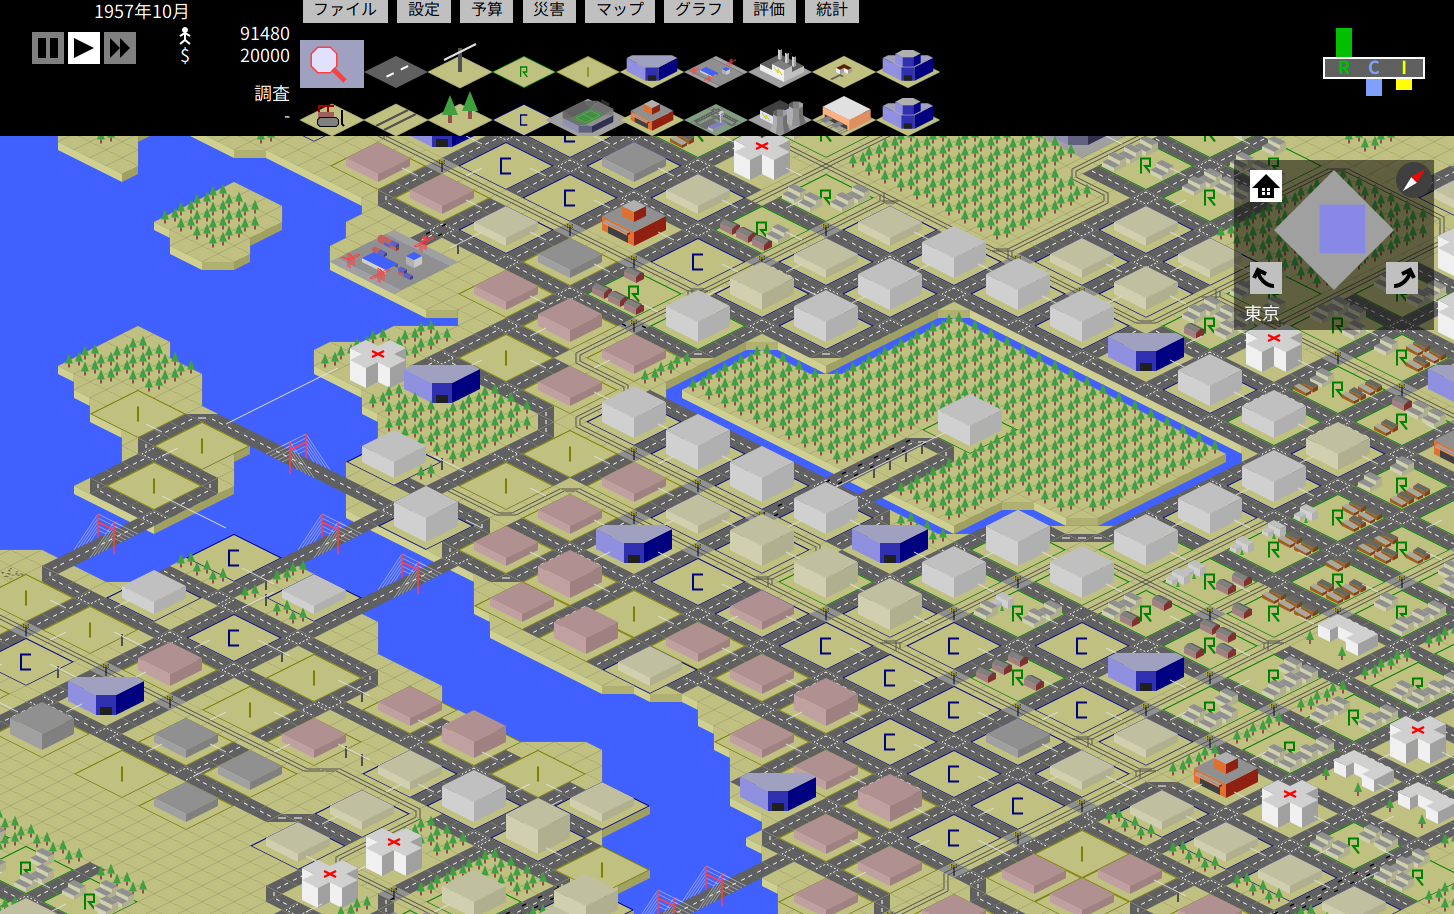 1957年10月
ファイル 設定 予算 災害 マップ グラフ 評価 統計
91480
$ 20000
調査
-
R I
C
R C I
東京